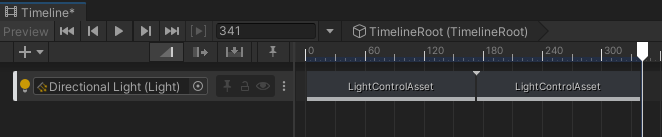 Timeline*
Preview 341 TimelineRoot (TimelineRoot)
0 60 120 180 240 300
Directional Light (Light) LightControlAsset LightControlAsset